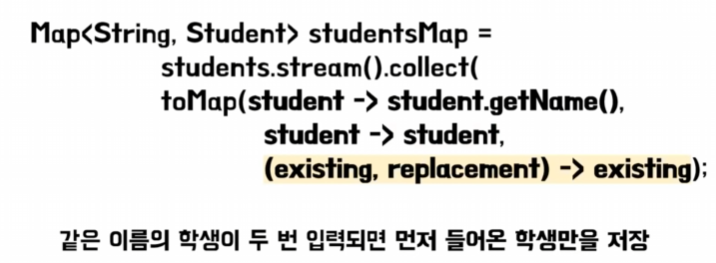 Map<String, Student> studentsMap =
students.stream().collect(
toMap(student -> student.getName(),
student -> student,
(existing, replacement) -> existing);
같은 이름의 학생이 두 번 입력되면 먼저 들어온 학생만을 저장